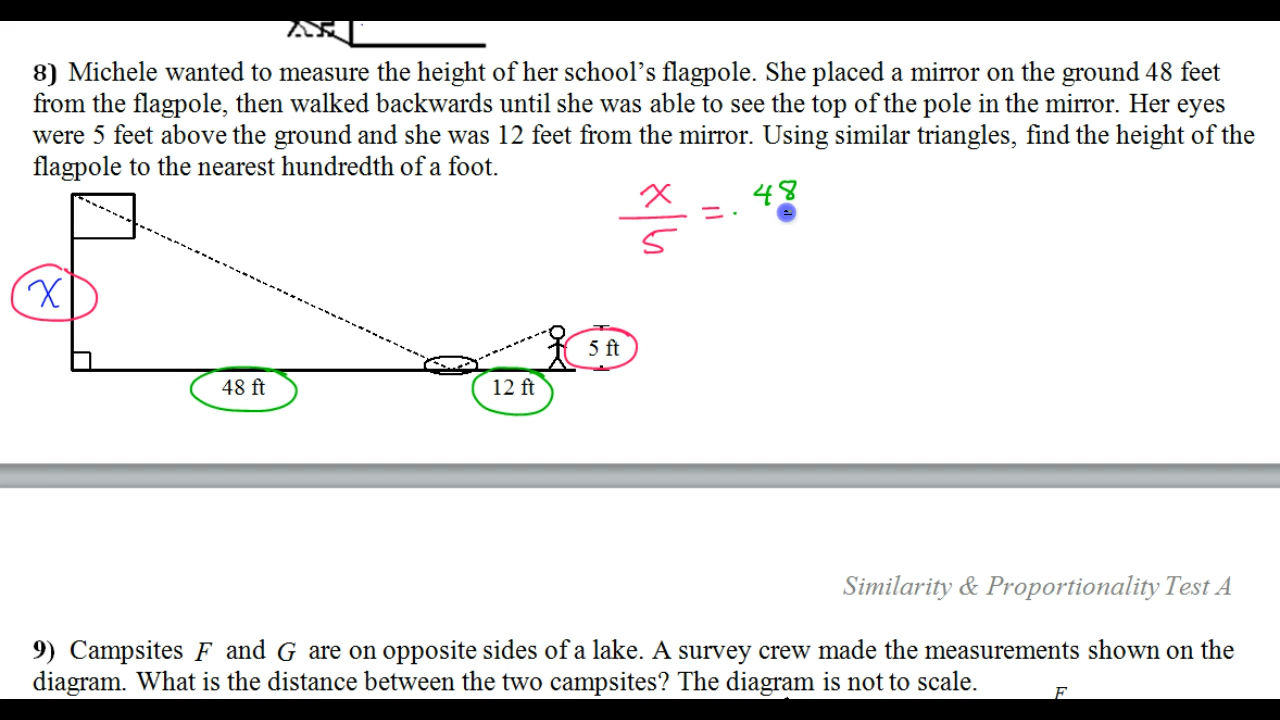 8) Michele wanted to measure the height of her school's flagpole. She placed a mirror on the ground 48 feet
from the flagpole, then walked backwards until she was able to see the top of the pole in the mirror. Her eyes
were 5 feet above the ground and she was 12 feet from the mirror. Using similar triangles, find the height of the
flagpole to the nearest hundredth of a foot.
x
48
=
5
x
5 ft
48 ft
12 ft
Similarity & Proportionality Test A
9) Campsites F and G are on opposite sides of a lake. A survey crew made the measurements shown on the
diagram. What is the distance between the two campsites? The diagram is not to scale.
F